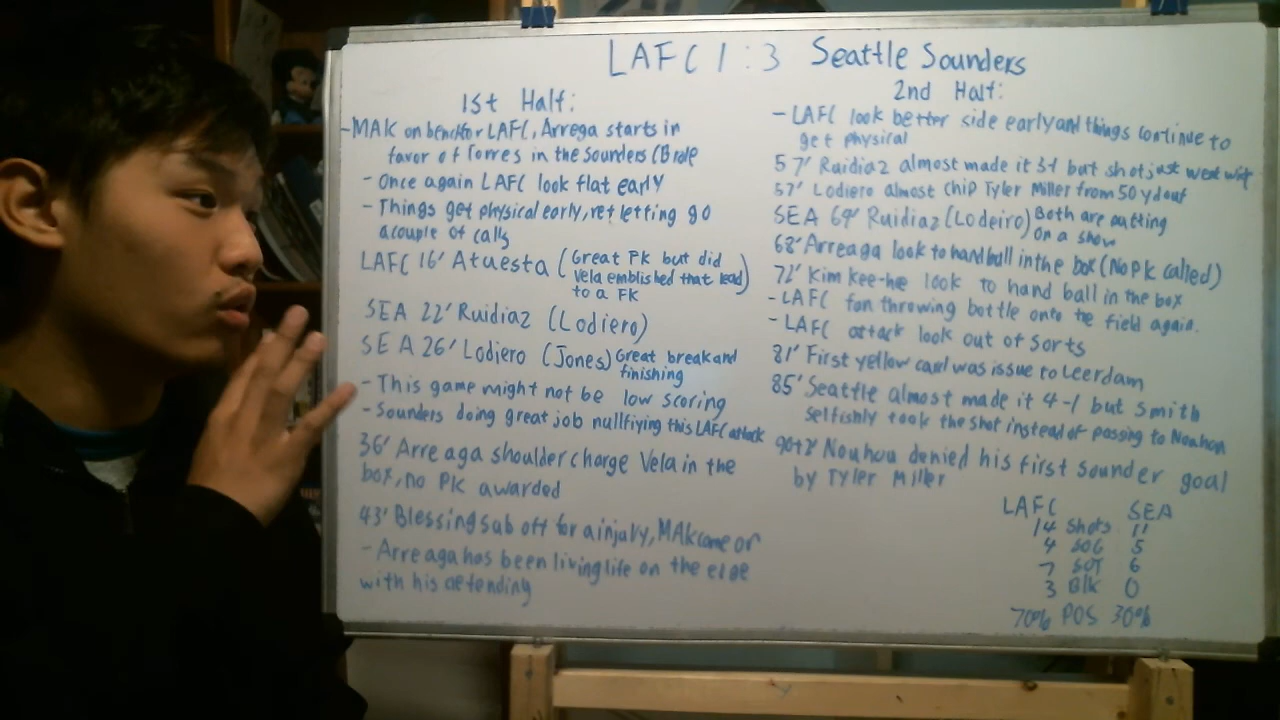 LAFC 1 : 3 Seattle Sounders
1st Half:
- MAK on bench for LAFC, Arrega starts in
favor of Torres in the Sounders CB role
- Once again LAFC look flat early
- Things get physical early, ref letting go
a couple of calls
LAFC 16' Atuesta (Great FK but did
Vela emblished that lead)
to a FK
SEA 22' Ruidiaz (Lodiero)
SEA 26' Lodiero (Jones) Great break and
finishing
- This game might not be low scoring
- Sounders doing great job nullfiying this LAFC attack
36' Arreaga shoulder charge Vela in the
box, no PK awarded
43' Blessing sub off for a injury, MAK come on
- Arreaga has been living life on the edge
with his defending
2nd Half:
- LAFC look better side early and things continue to
get physical
57' Raidiaz almost made it 3-1 but shot just went wide
57' Lodiero almost chip Tyler Miller from 50 yd out
SEA 64' Ruidiaz (Lodeiro) Both are putting
on a show
68' Arreaga look to handball in the box (No PK called)
72' Kim Kee-he look to hand ball in the box
- LAFC fan throwing bottle onto the field again.
- LAFC attack look out of sorts
81' First yellow card was issue to Leerdam
85' Seattle almost made it 4-1 but Smith
selfishly took the shot instead of passing to Nouhou
90+2' Nouhou denied his first sounder goal
by Tyler Miller
LAFC SEA
14 Shots 11
4 SOG 5
7 SOT 6
3 Blk 0
70% POS 30%